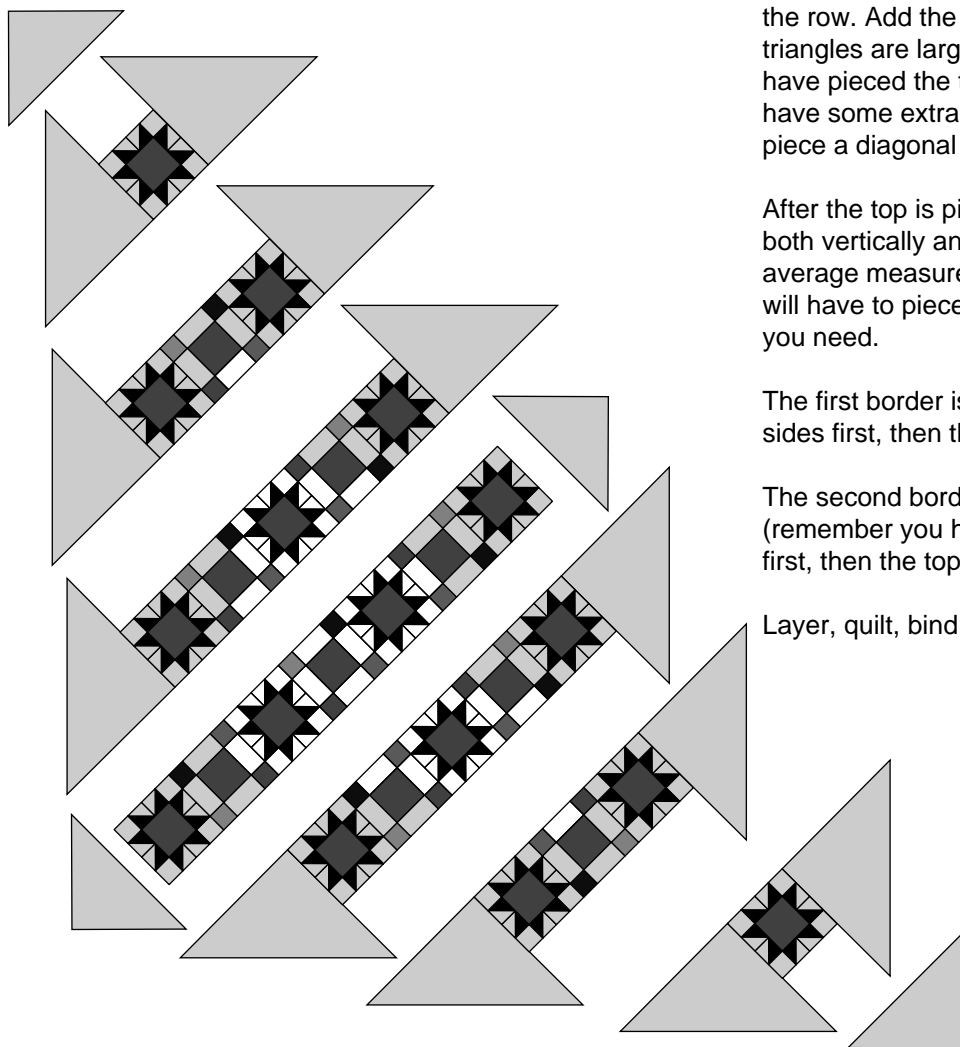 the row. Add the
triangles are larg
have pieced the
have some extra
piece a diagonal
After the top is pi
both vertically an
average measure
will have to piece
you need.
The first border is
sides first, then th
The second bord
(remember you h
first, then the top
Layer, quilt, bind